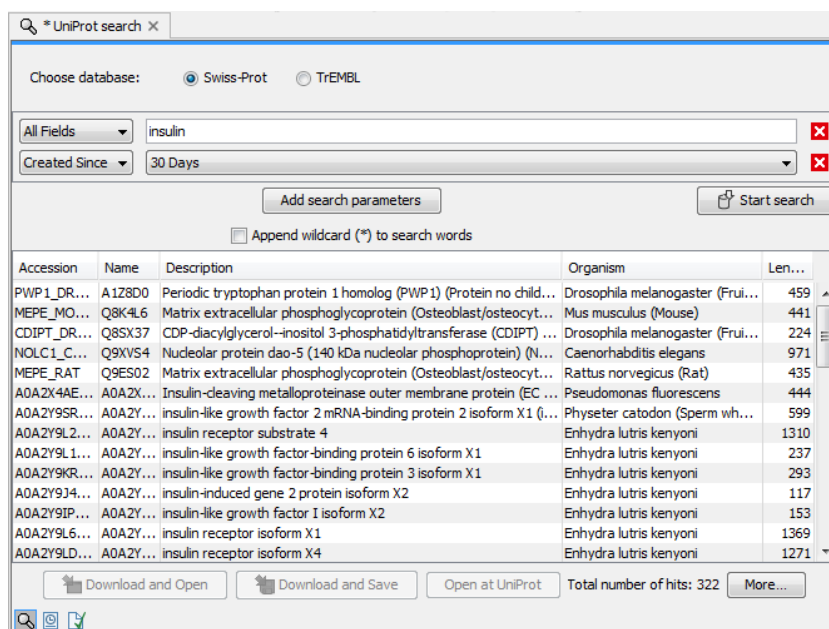 * UniProt search
Choose database: Swiss-Prot TrEMBL
All Fields insulin
Created Since 30 Days
Add search parameters Start search
Append wildcard (*) to search words
Accession Name Description Organism Len...
PWP1_DR... A1Z8D0 Periodic tryptophan protein 1 homolog (PWP1) (Protein no child... Drosophila melanogaster (Frui... 459
MEPE_MO... Q8K4L6 Matrix extracellular phosphoglycoprotein (Osteoblast/osteocyt... Mus musculus (Mouse) 441
CDIPT_DR... Q8SX37 CDP-diacylglycerol--inositol 3-phosphatidyltransferase (CDIPT) ... Drosophila melanogaster (Frui... 224
NOLC1_C... Q9XVS4 Nucleolar protein dao-5 (140 kDa nucleolar phosphoprotein) (N... Caenorhabditis elegans 971
MEPE_RAT Q9ES02 Matrix extracellular phosphoglycoprotein (Osteoblast/osteocyt... Rattus norvegicus (Rat) 435
A0A2X4AE... A0A2X... Insulin-cleaving metalloproteinase outer membrane protein (EC ... Pseudomonas fluorescens 444
A0A2Y9SR... A0A2Y... insulin-like growth factor 2 mRNA-binding protein 2 isoform X1 (i... Physeter catodon (Sperm wh... 599
A0A2Y9L2... A0A2Y... insulin receptor substrate 4 Enhydra lutris kenyoni 1310
A0A2Y9L1... A0A2Y... insulin-like growth factor-binding protein 6 isoform X1 Enhydra lutris kenyoni 237
A0A2Y9KR... A0A2Y... insulin-like growth factor-binding protein 3 isoform X1 Enhydra lutris kenyoni 293
A0A2Y9J4... A0A2Y... insulin-induced gene 2 protein isoform X2 Enhydra lutris kenyoni 117
A0A2Y9IP... A0A2Y... insulin-like growth factor I isoform X2 Enhydra lutris kenyoni 153
A0A2Y9L6... A0A2Y... insulin receptor isoform X1 Enhydra lutris kenyoni 1369
A0A2Y9LD... A0A2Y... insulin receptor isoform X4 Enhydra lutris kenyoni 1271
Download and Open Download and Save Open at UniProt Total number of hits: 322 More...